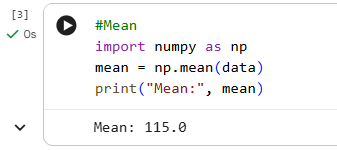 [3]
0s
#Mean
import numpy as np
mean = np.mean(data)
print("Mean:", mean)
Mean: 115.0